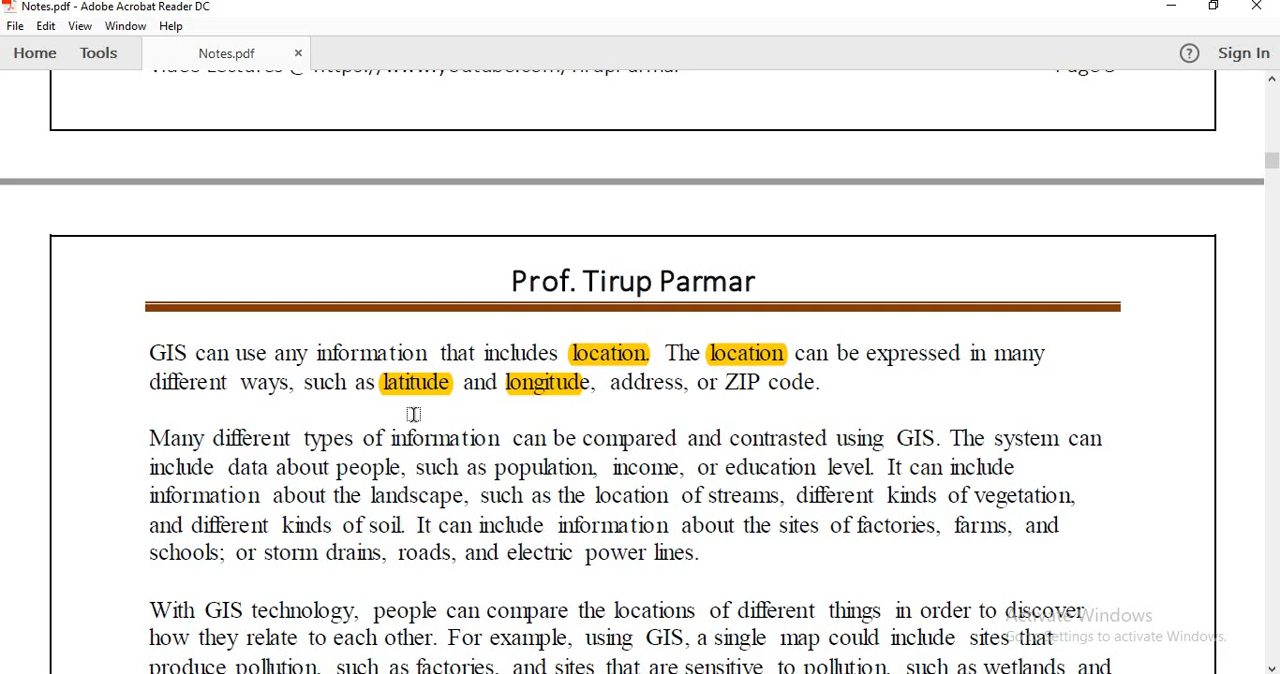 Notes.pdf - Adobe Acrobat Reader DC
File Edit View Window Help
Home Tools Notes.pdf × ? Sign In
Prof. Tirup Parmar
GIS can use any information that includes location. The location can be expressed in many
different ways, such as latitude and longitude, address, or ZIP code.
Many different types of information can be compared and contrasted using GIS. The system can
include data about people, such as population, income, or education level. It can include
information about the landscape, such as the location of streams, different kinds of vegetation,
and different kinds of soil. It can include information about the sites of factories, farms, and
schools; or storm drains, roads, and electric power lines.
With GIS technology, people can compare the locations of different things in order to discover
Activate Windows
how they relate to each other. For example, using GIS, a single map could include sites that
Go to Settings to activate Windows.
produce pollution, such as factories, and sites that are sensitive to pollution, such as wetlands and